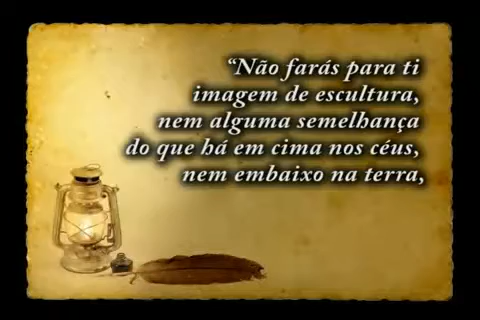 “Não farás para ti
imagem de escultura,
nem alguma semelhança
do que há em cima nos céus,
nem embaixo na terra,